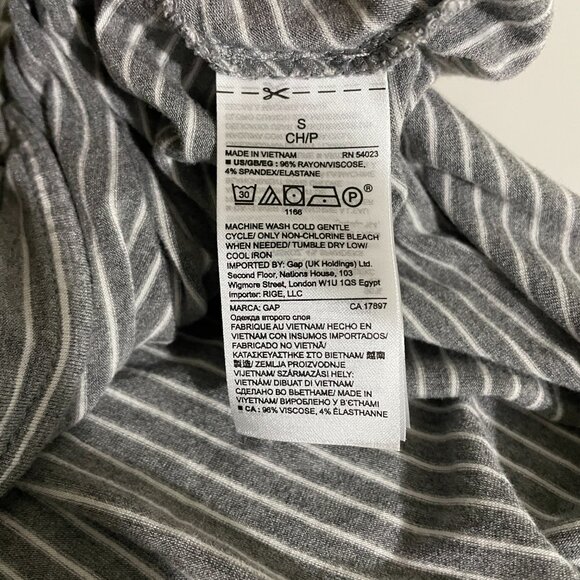 S
CH/P
MADE IN VIETNAM RN 54023
■ US/GB/EG : 96% RAYON/VISCOSE,
4% SPANDEX/ELASTANE
30 P ®
1166
MACHINE WASH COLD GENTLE
CYCLE/ ONLY NON-CHLORINE BLEACH
WHEN NEEDED/ TUMBLE DRY LOW/
COOL IRON
IMPORTED BY: Gap (UK Holdings) Ltd.
Second Floor, Nations House, 103
Wigmore Street, London W1U 1QS Egypt
Importer: RIGE, LLC
MARCA: GAP CA 17897
Одежда второго слоя
FABRIQUE AU VIETNAM/ HECHO EN
VIETNAM CON INSUMOS IMPORTADOS/
FABRICADO NO VIETNÃ/
ΚΑΤΑΣΚΕΥΑΣΤΗΚΕ ΣΤΟ ΒΙΕΤΝΑΜ/ 越南
製造/ ZEMLJA PROIZVODNJE
VIJETNAM/ SZÁRMAZÁSI HELY:
VIETNÁM/ DIBUAT DI VIETNAM/
СДЕЛАНО ВО ВЬЕТНАМЕ/ MADE IN
VIYETNAM/ ВИРОБЛЕНО У В'ЄТНАМІ
■ CA : 96% VISCOSE, 4% ÉLASTHANNE